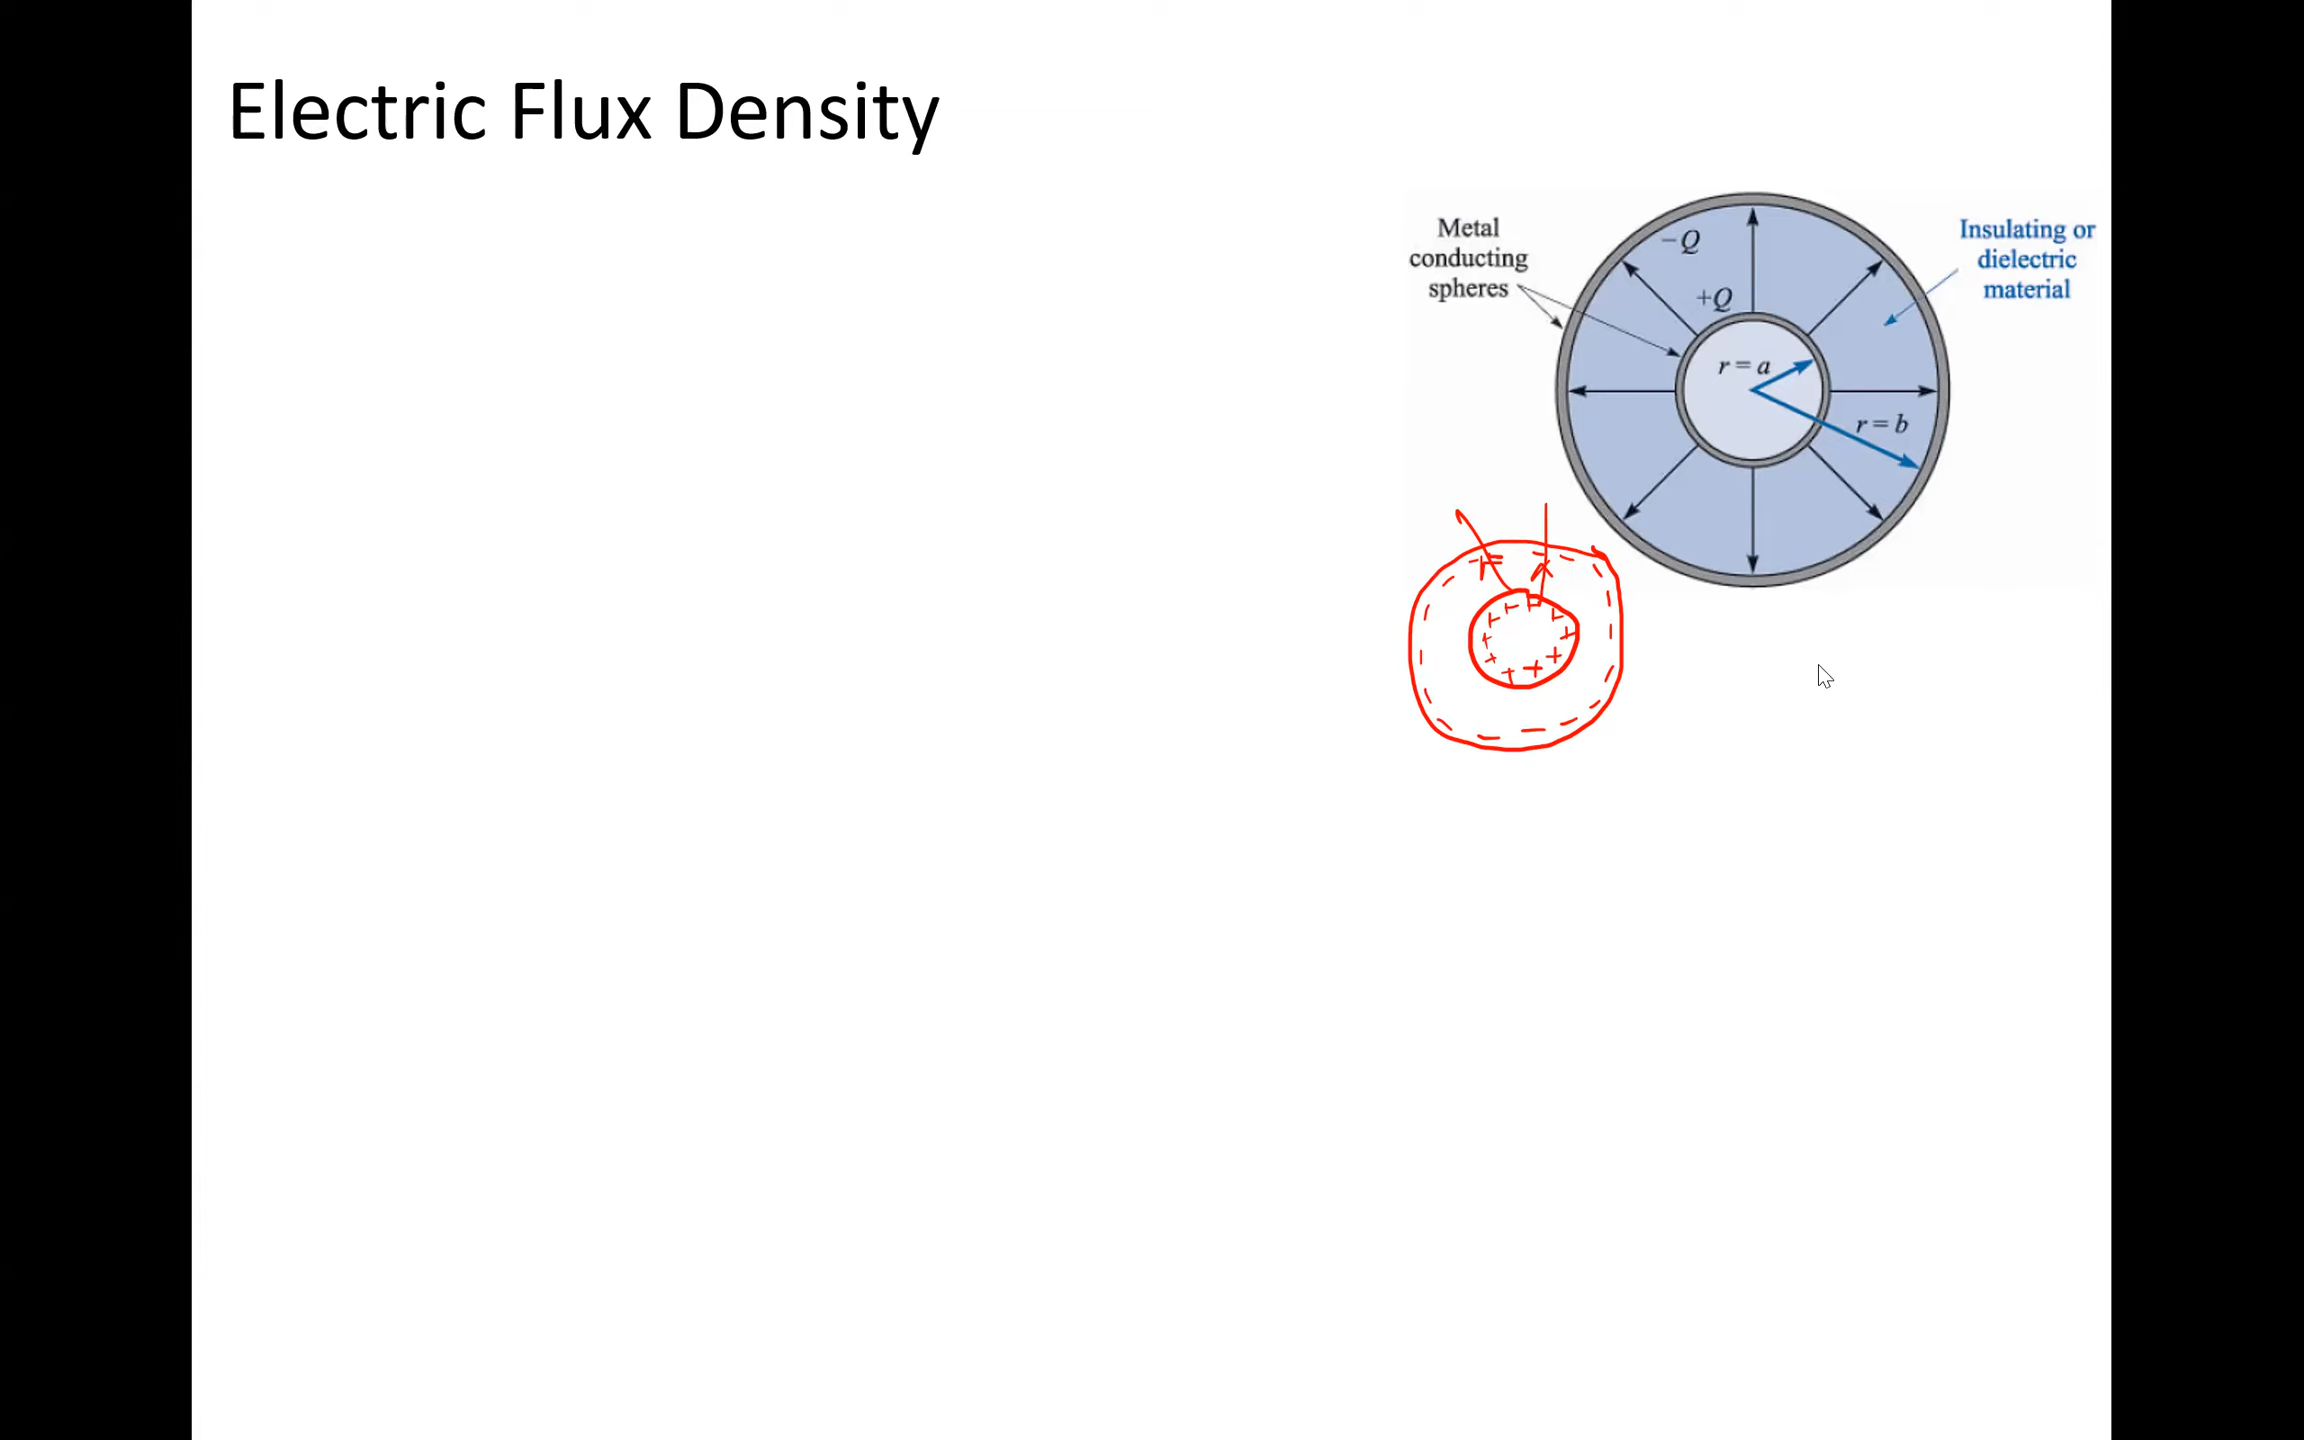 Electric Flux Density
Metal
conducting
spheres
−Q
+Q
r = a
r = b
Insulating or
dielectric
material